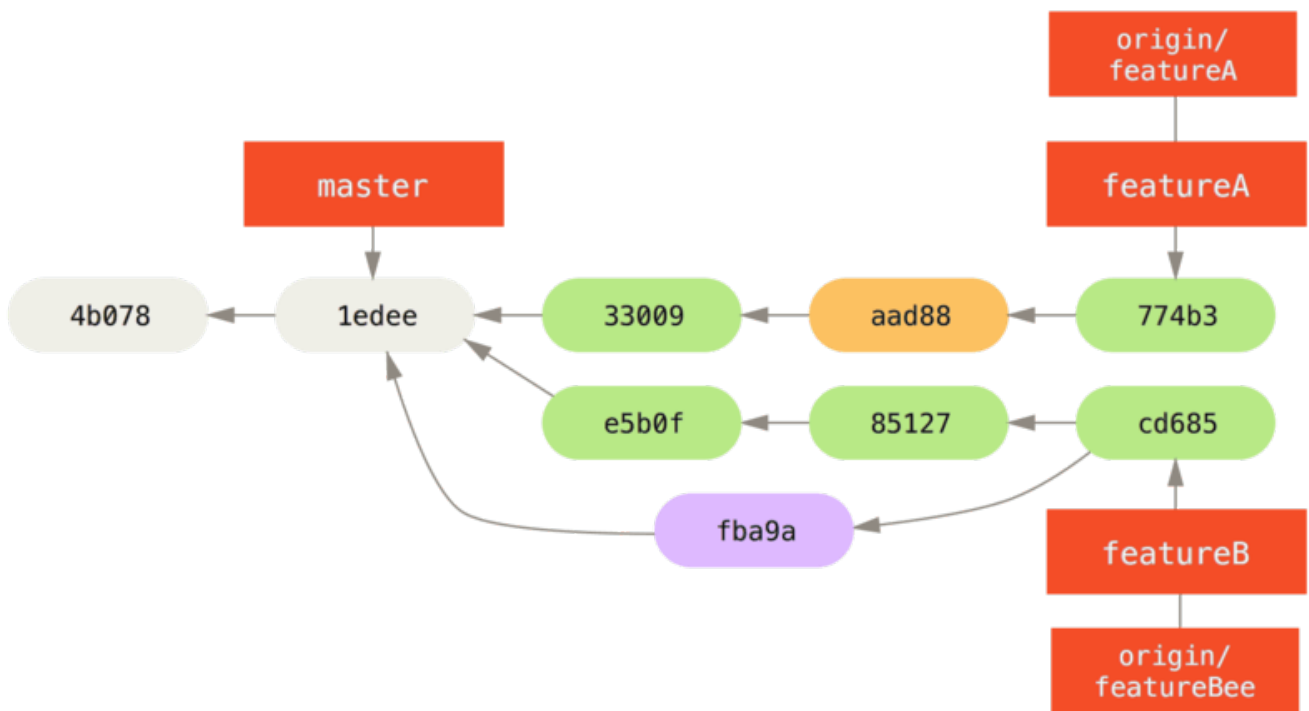 origin/
featureA
master
featureA
4b078
1edee
33009
aad88
774b3
e5b0f
85127
cd685
fba9a
featureB
origin/
featureBee